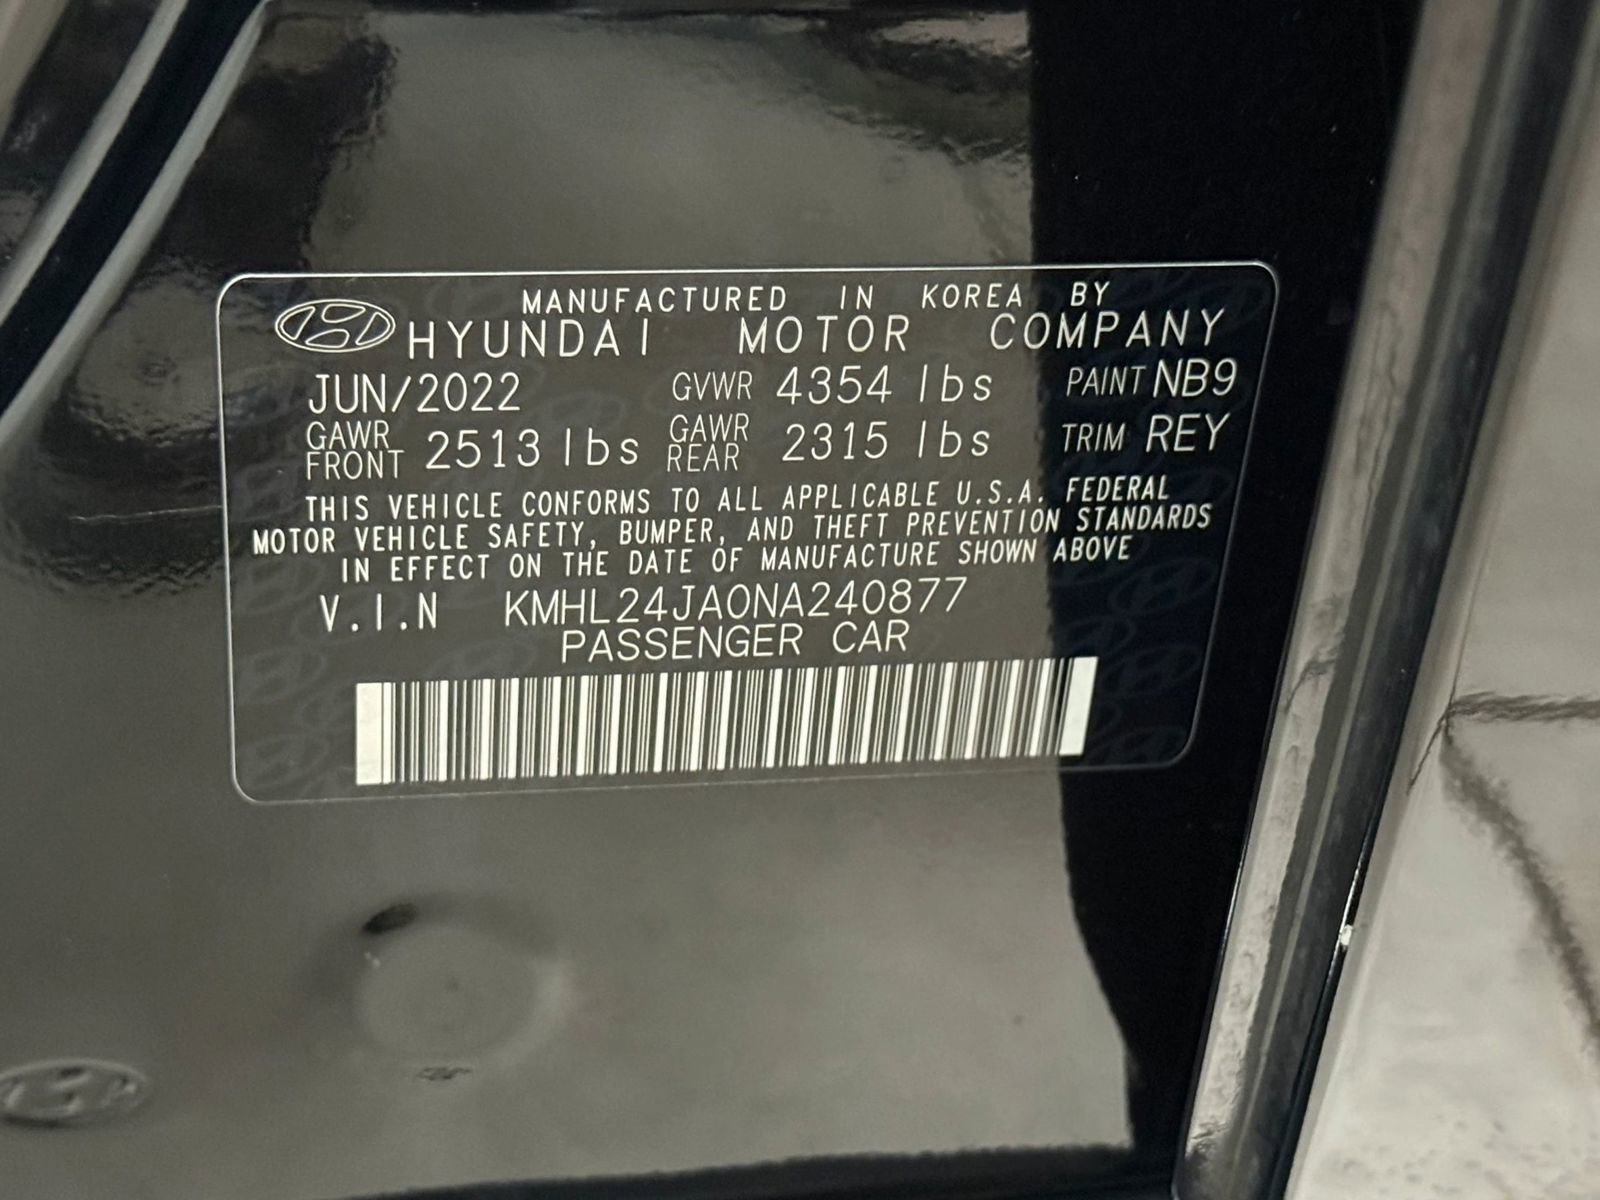 MANUFACTURED IN KOREA BY
HYUNDAI MOTOR COMPANY
JUN/2022 GVWR 4354 lbs PAINT NB9
GAWR FRONT 2513 lbs GAWR REAR 2315 lbs TRIM REY
THIS VEHICLE CONFORMS TO ALL APPLICABLE U.S.A. FEDERAL
MOTOR VEHICLE SAFETY, BUMPER, AND THEFT PREVENTION STANDARDS
IN EFFECT ON THE DATE OF MANUFACTURE SHOWN ABOVE
V.I.N KMHL24JA0NA240877
PASSENGER CAR